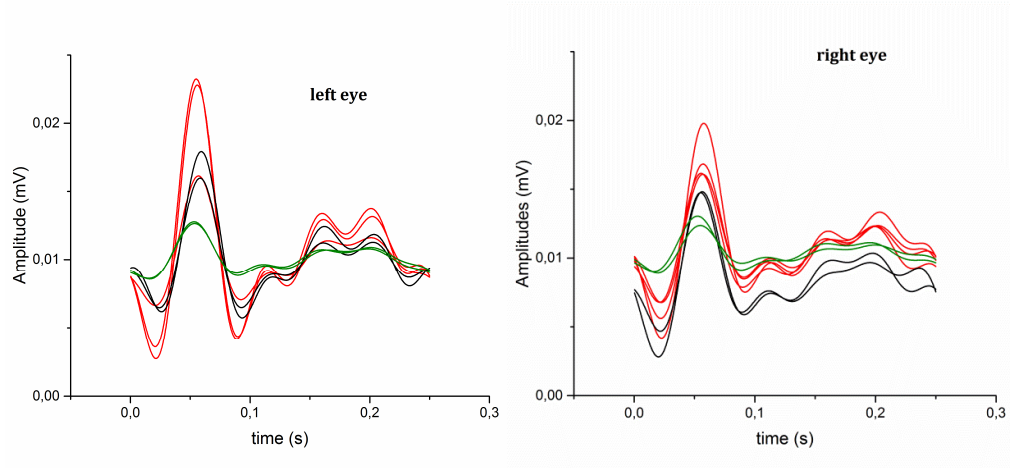 left eye
Amplitude (mV)
0,02
0,01
0,00
0,0
0,1
0,2
0,3
time (s)
right eye
Amplitudes (mV)
0,02
0,01
0,00
0,0
0,1
0,2
0,3
time (s)